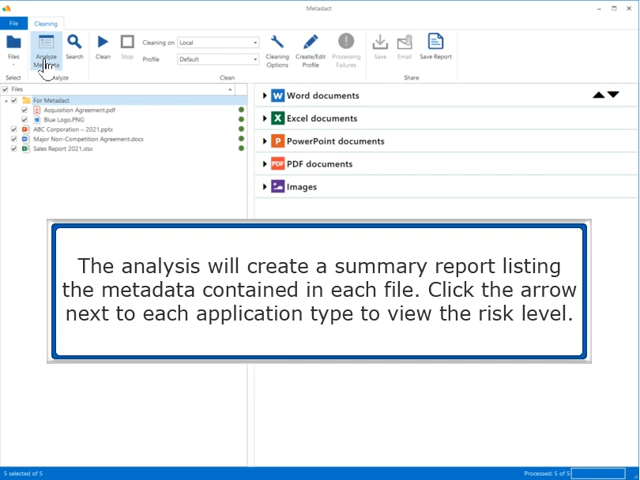 Metadact
File
Cleaning
Files
Analyze
Metadata
Search
Clean
Stop
Cleaning on
Local
Profile
Default
Cleaning
Options
Create/Edit
Profile
Processing
Failures
Save
Email
Save Report
Select
Clean
Share
Files
For Metadact
Acquisition Agreement.pdf
Blue Logo.PNG
ABC Corporation – 2021.pptx
Major Non-Competition Agreement.docx
Sales Report 2021.xlsx
Word documents
Excel documents
PowerPoint documents
PDF documents
Images
The analysis will create a summary report listing
the metadata contained in each file. Click the arrow
next to each application type to view the risk level.
5 selected of 5
Processed: 5 of 5